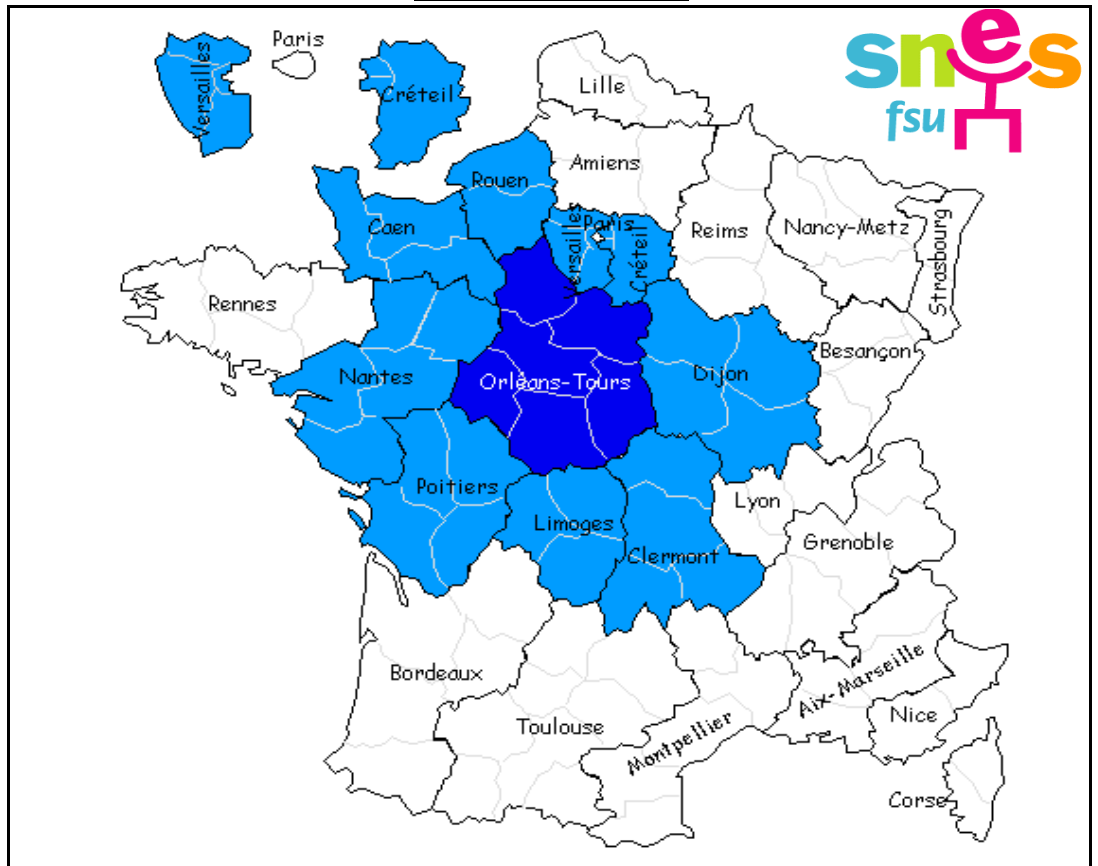 Versailles
Paris
Créteil
snes
fsu
Lille
Amiens
Rouen
Caen
Versailles
Paris
Créteil
Reims
Nancy-Metz
Strasbourg
Rennes
Nantes
Orléans-Tours
Dijon
Besançon
Poitiers
Limoges
Clermont
Lyon
Grenoble
Bordeaux
Toulouse
Montpellier
Aix-Marseille
Nice
Corse